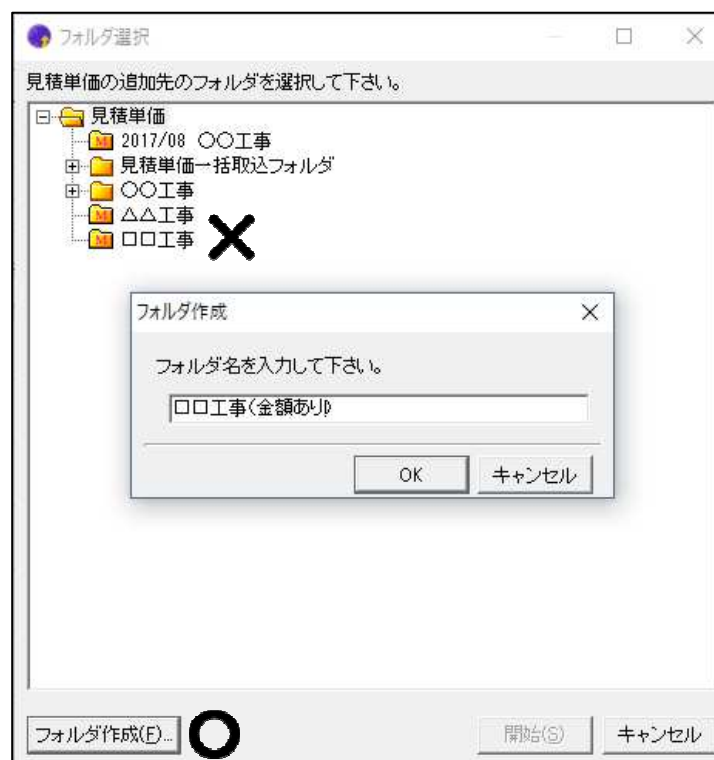 フォルダ選択
見積単価の追加先のフォルダを選択して下さい。
見積単価
2017/08 〇〇工事
見積単価一括取込フォルダ
〇〇工事
△△工事
□□工事
フォルダ作成
フォルダ名を入力して下さい。
□□工事(金額あり)
OK キャンセル
フォルダ作成(F)... 開始(S) キャンセル